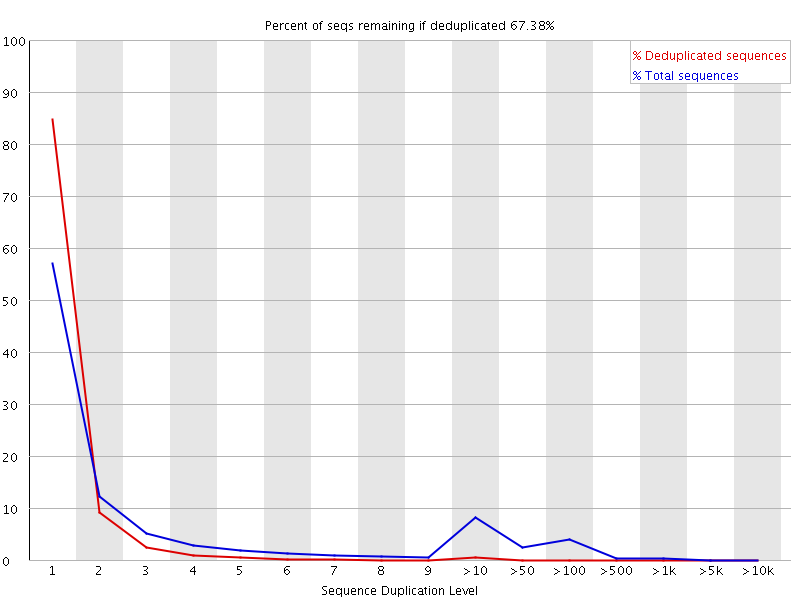 Percent of seqs remaining if deduplicated 67.38%
% Deduplicated sequences
% Total sequences
100
90
80
70
60
50
40
30
20
10
0
1 2 3 4 5 6 7 8 9 >10 >50 >100 >500 >1k >5k >10k
Sequence Duplication Level